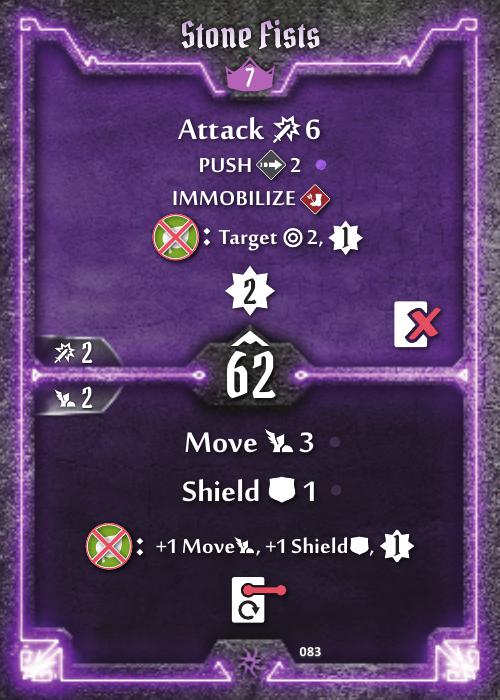 Stone Fists
7
Attack 6
PUSH 2
IMMOBILIZE
: Target 2, 1
2
2
62
2
Move 3
Shield 1
: +1 Move, +1 Shield, 1
083